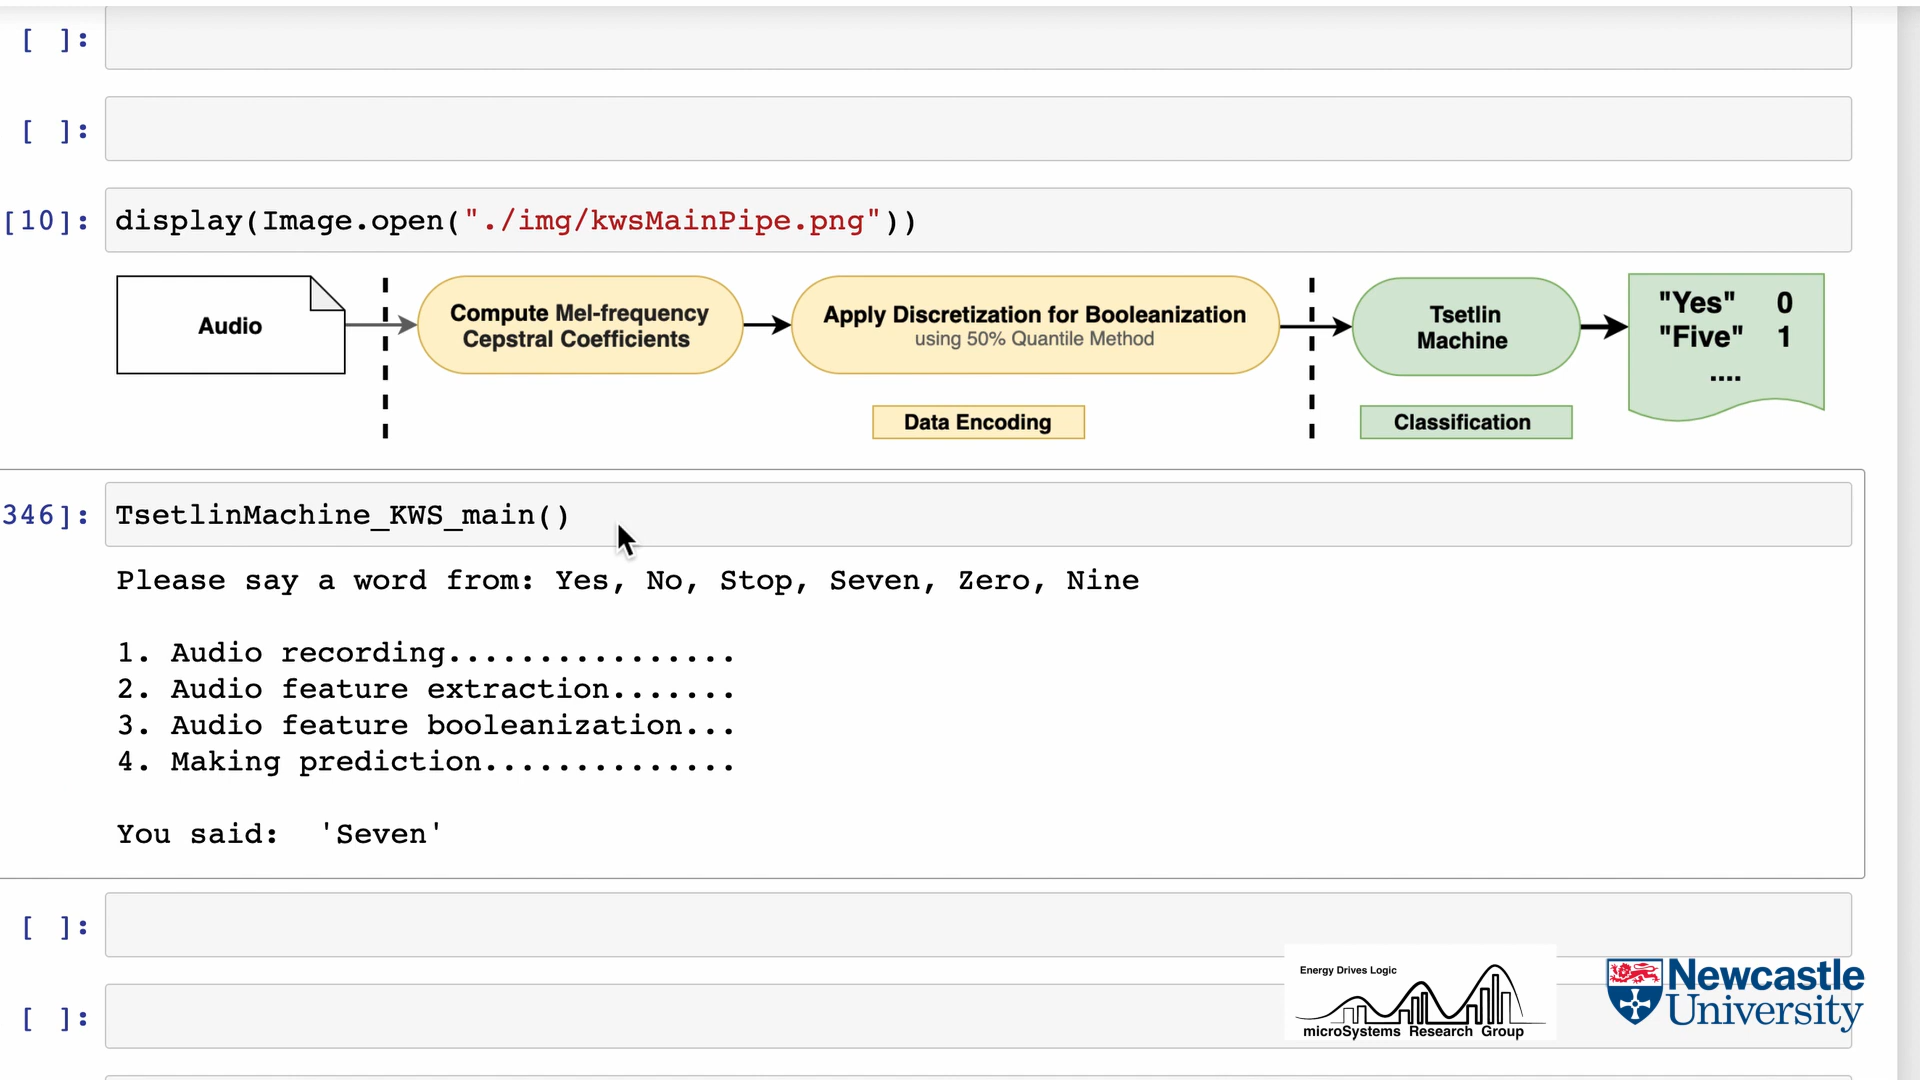 [ ]:
[ ]:
[10]: display(Image.open("./img/kwsMainPipe.png"))
Audio
Compute Mel-frequency
Cepstral Coefficients
Apply Discretization for Booleanization
using 50% Quantile Method
Tsetlin
Machine
"Yes" 0
"Five" 1
....
Data Encoding
Classification
346]: TsetlinMachine_KWS_main()
Please say a word from: Yes, No, Stop, Seven, Zero, Nine
1. Audio recording................
2. Audio feature extraction.......
3. Audio feature booleanization...
4. Making prediction..............
You said:  'Seven'
[ ]:
[ ]:
Energy Drives Logic
microSystems Research Group
Newcastle
University